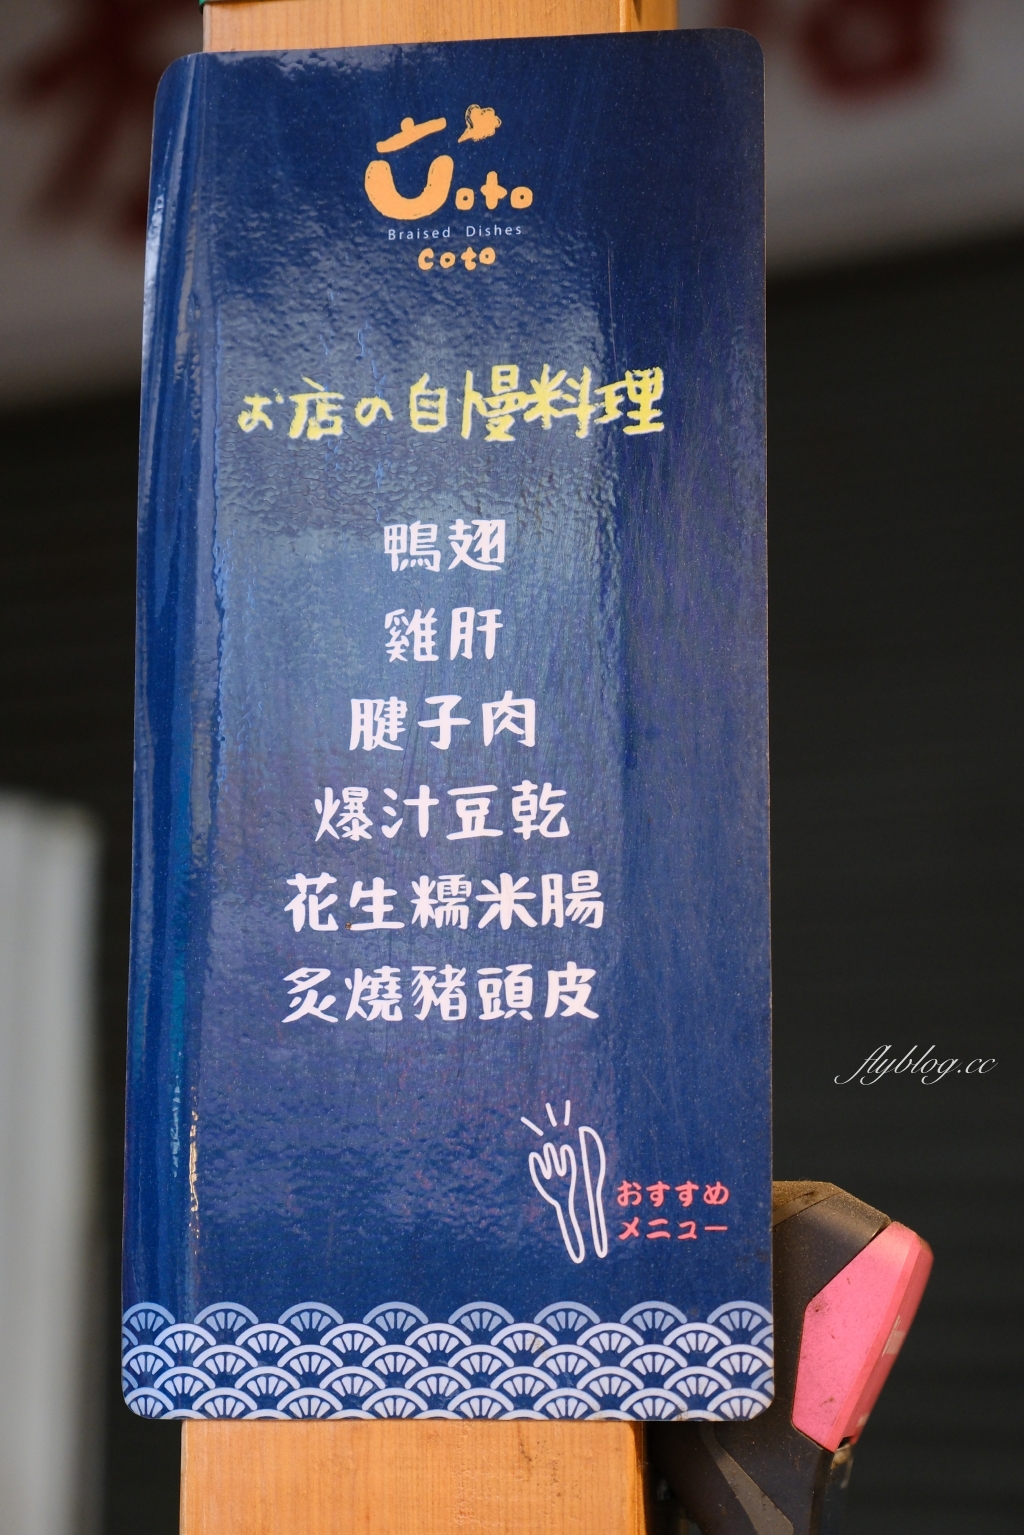 Coto
Braised Dishes
coto
お店の自慢料理
鴨翅
雞肝
腱子肉
爆汁豆乾
花生糯米腸
炙燒豬頭皮
おすすめ
メニュー
flyblog.cc